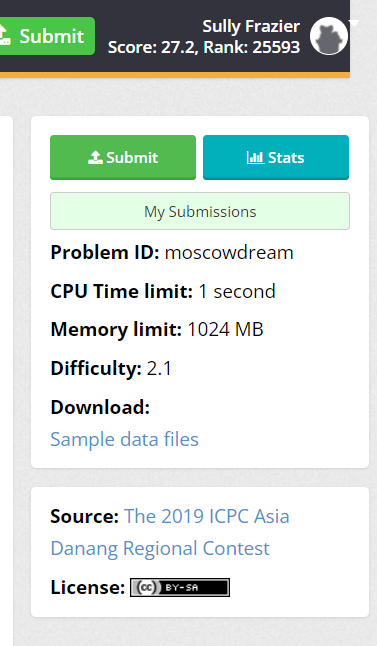 Submit
Sully Frazier
Score: 27.2, Rank: 25593
Submit
Stats
My Submissions
Problem ID: moscowdream
CPU Time limit: 1 second
Memory limit: 1024 MB
Difficulty: 2.1
Download:
Sample data files
Source: The 2019 ICPC Asia
Danang Regional Contest
License: cc BY-SA